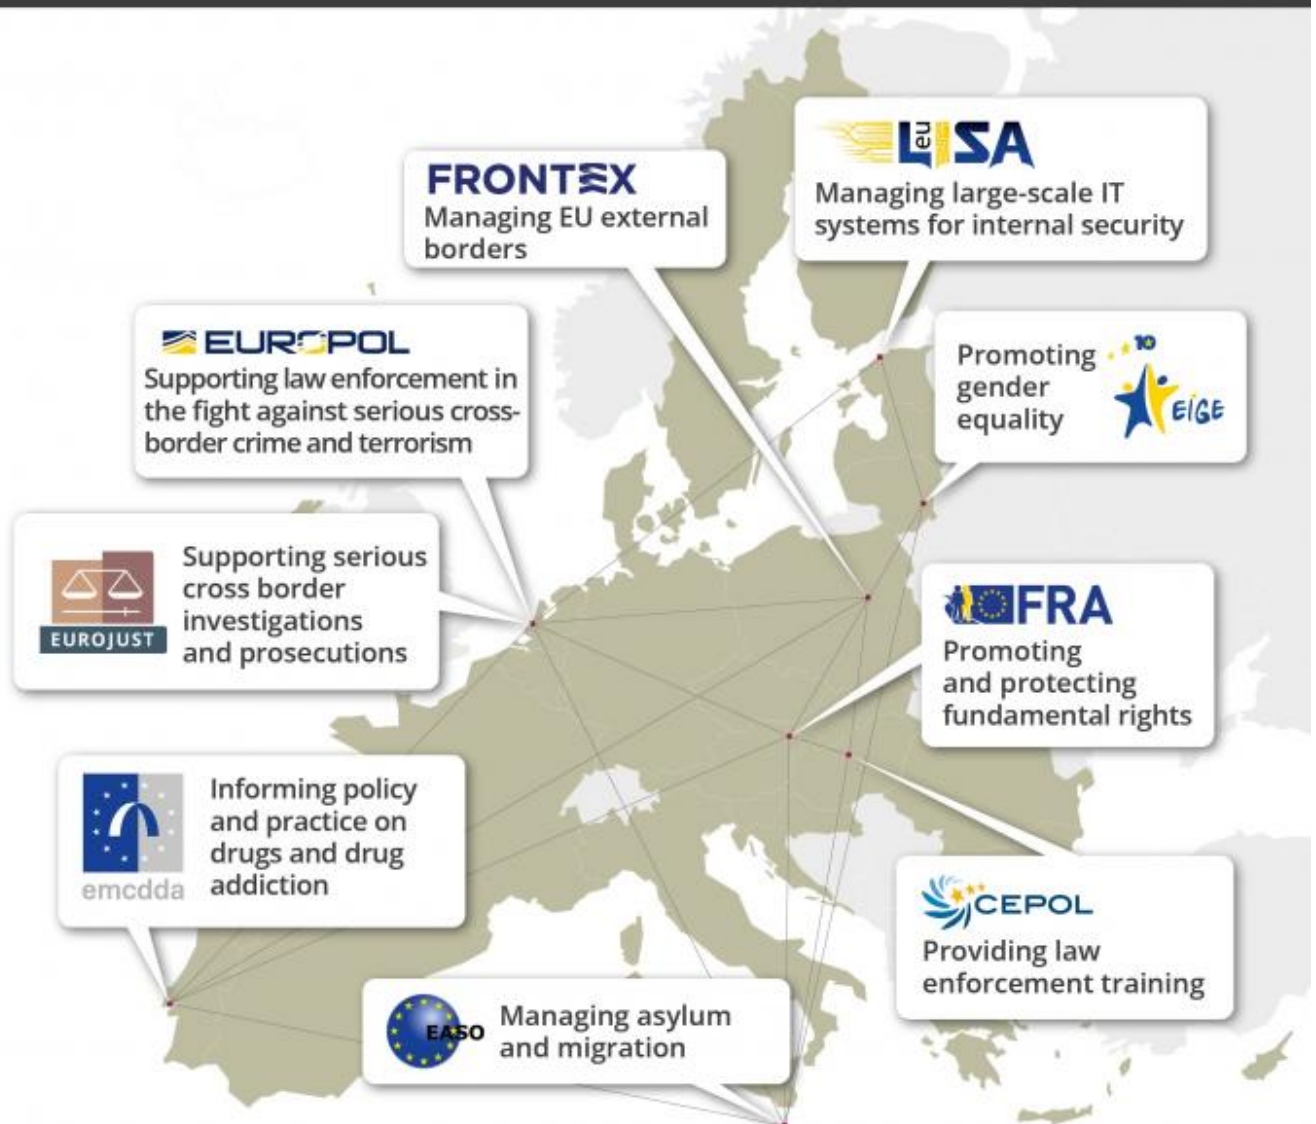 eu LISA
Managing large-scale IT
systems for internal security
FRONTEX
Managing EU external
borders
EUROPOL
Supporting law enforcement in
the fight against serious cross-
border crime and terrorism
Promoting
gender
equality
10
EIGE
EUROJUST
Supporting serious
cross border
investigations
and prosecutions
FRA
Promoting
and protecting
fundamental rights
emcdda
Informing policy
and practice on
drugs and drug
addiction
CEPOL
Providing law
enforcement training
EASO
Managing asylum
and migration